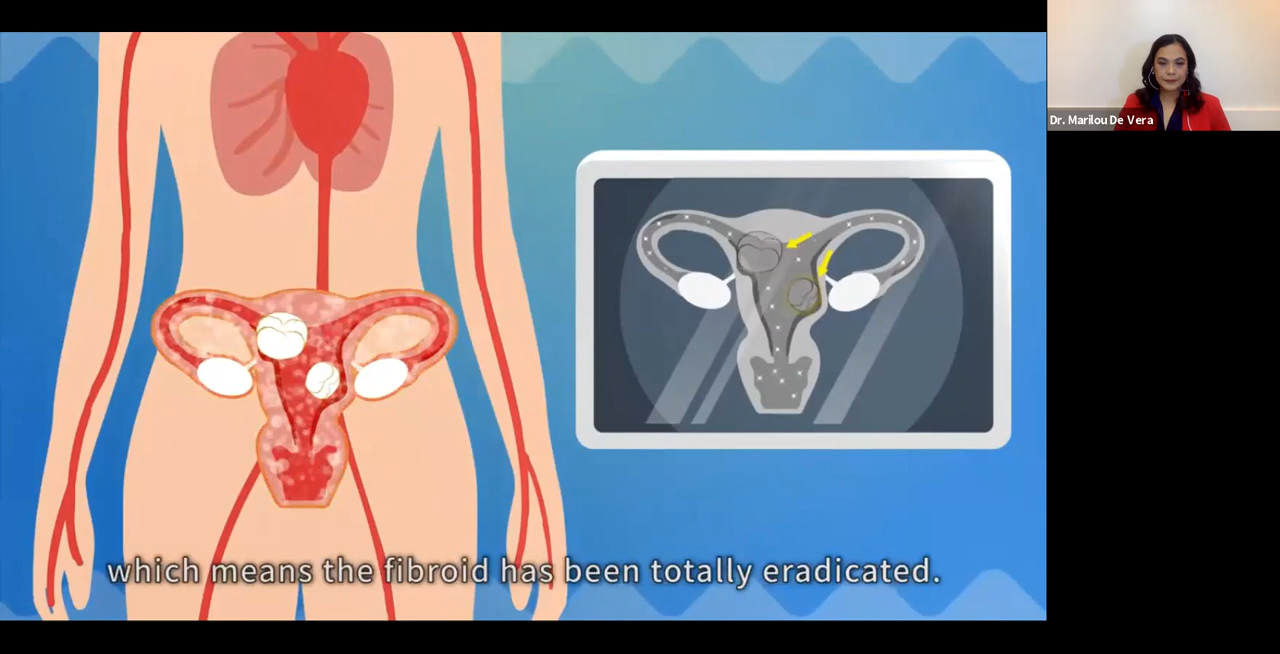 Dr. Marilou De Vera
which means the fibroid has been totally eradicated.